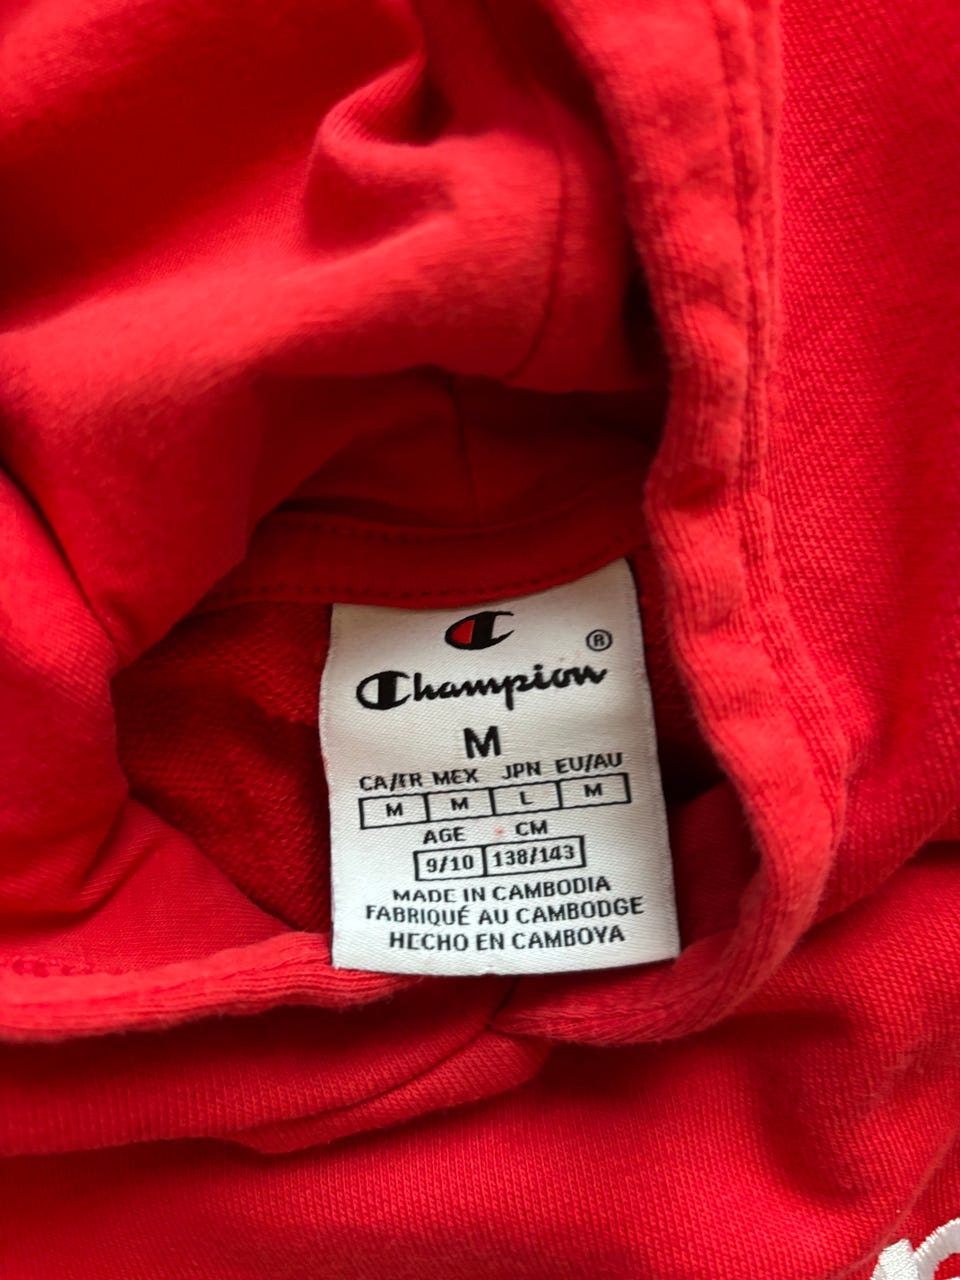 Champion®
M
CA/FR MEX JPN EU/AU
M M L M
AGE CM
9/10 138/143
MADE IN CAMBODIA
FABRIQUÉ AU CAMBODGE
HECHO EN CAMBOYA